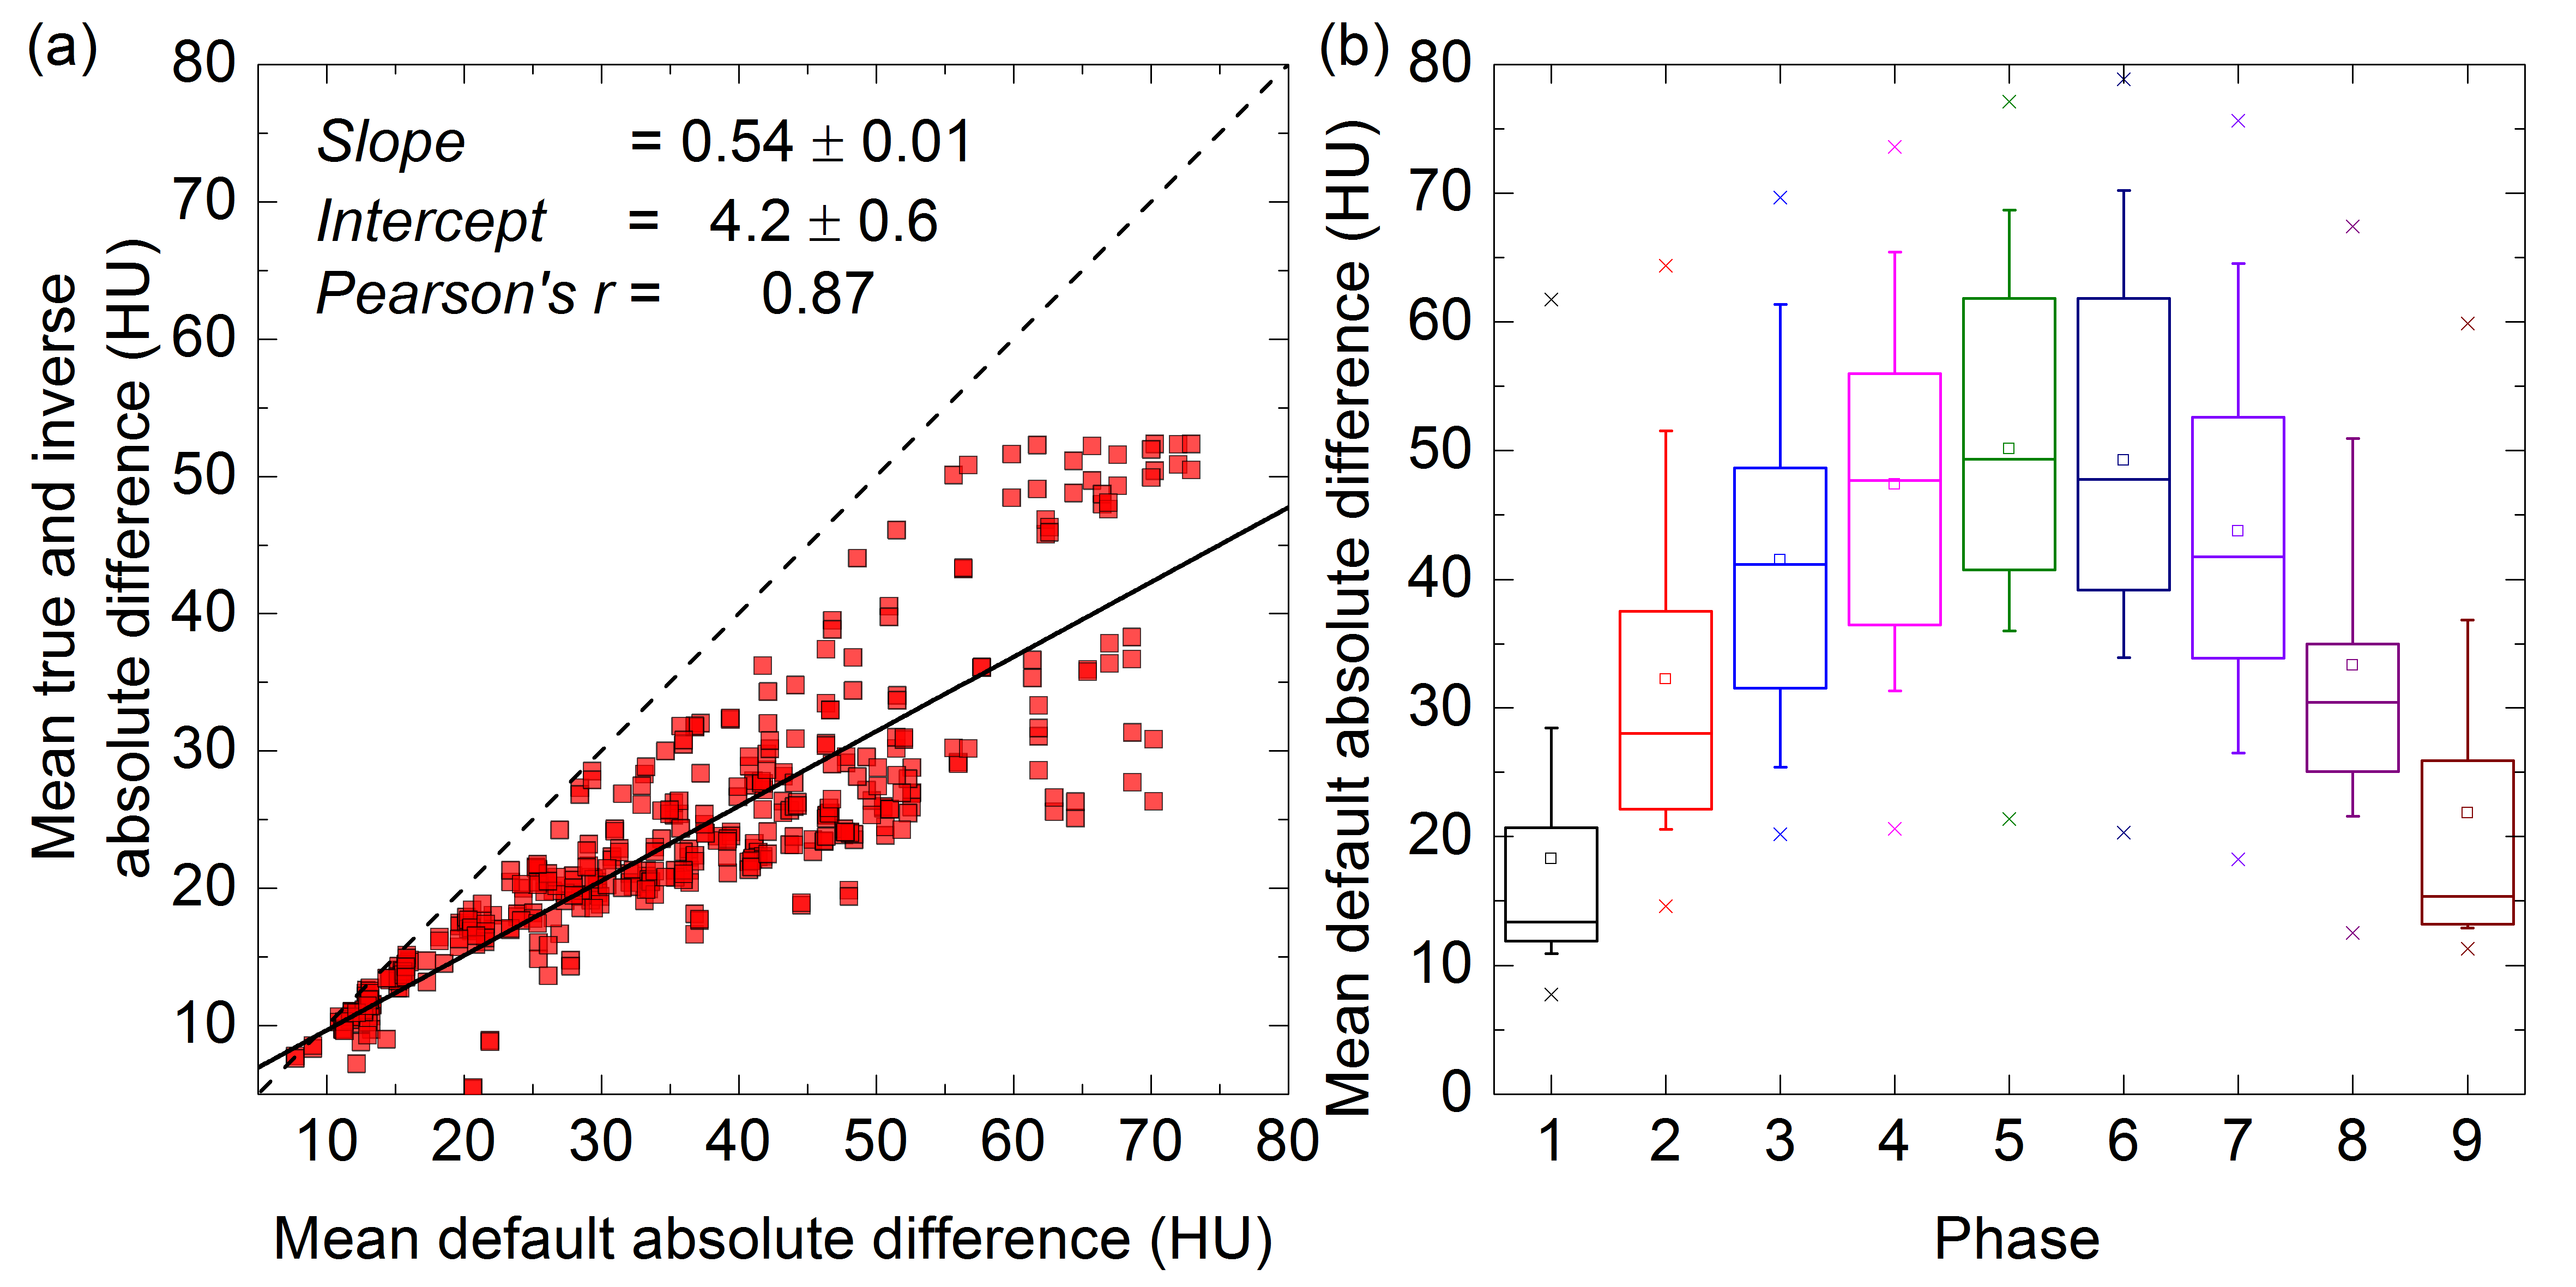 (a)
Mean true and inverse
absolute difference (HU)
80
70
60
50
40
30
20
10
Slope = 0.54 ± 0.01
Intercept = 4.2 ± 0.6
Pearson's r = 0.87
10 20 30 40 50 60 70 80
Mean default absolute difference (HU)
(b)
Mean default absolute difference (HU)
80
70
60
50
40
30
20
10
0
1 2 3 4 5 6 7 8 9
Phase